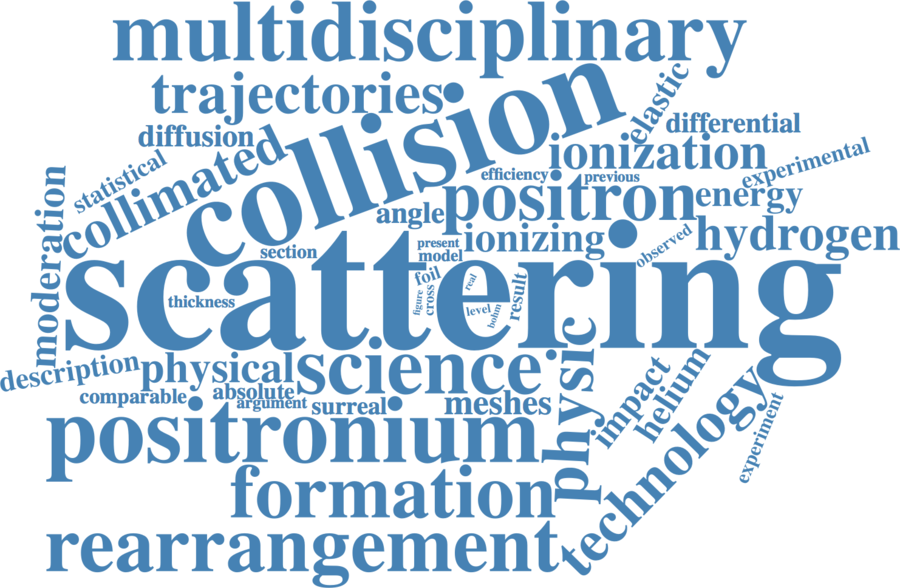 multidisciplinary
trajectories
collision
elastic
diffusion
differential
statistical
collimated
ionization
experimental
efficiency
previous
moderation
angle
positron
energy
section
present
ionizing
observed
hydrogen
model
scattering
foil
real
thickness
figure
cross
level
bohm
result
description
physical
science
physic
impact
helium
comparable
absolute
argument
surreal
meshes
technology
experiment
positronium
formation
rearrangement